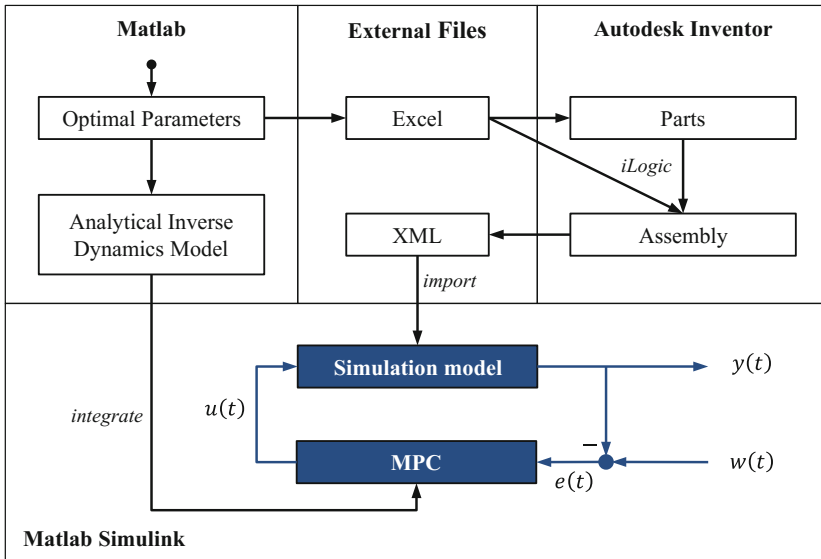 Matlab
External Files
Autodesk Inventor
Optimal Parameters
Excel
Parts
iLogic
Analytical Inverse
Dynamics Model
XML
Assembly
import
Simulation model
y(t)
integrate
u(t)
−
MPC
e(t)
w(t)
Matlab Simulink